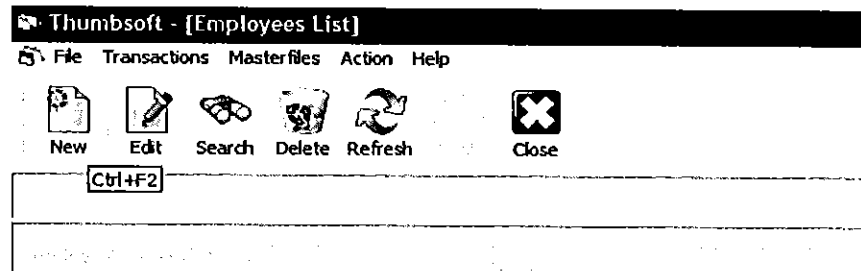 Thumbsoft - [Employees List]
File Transactions Masterfiles Action Help
New Edit Search Delete Refresh Close
Ctrl+F2